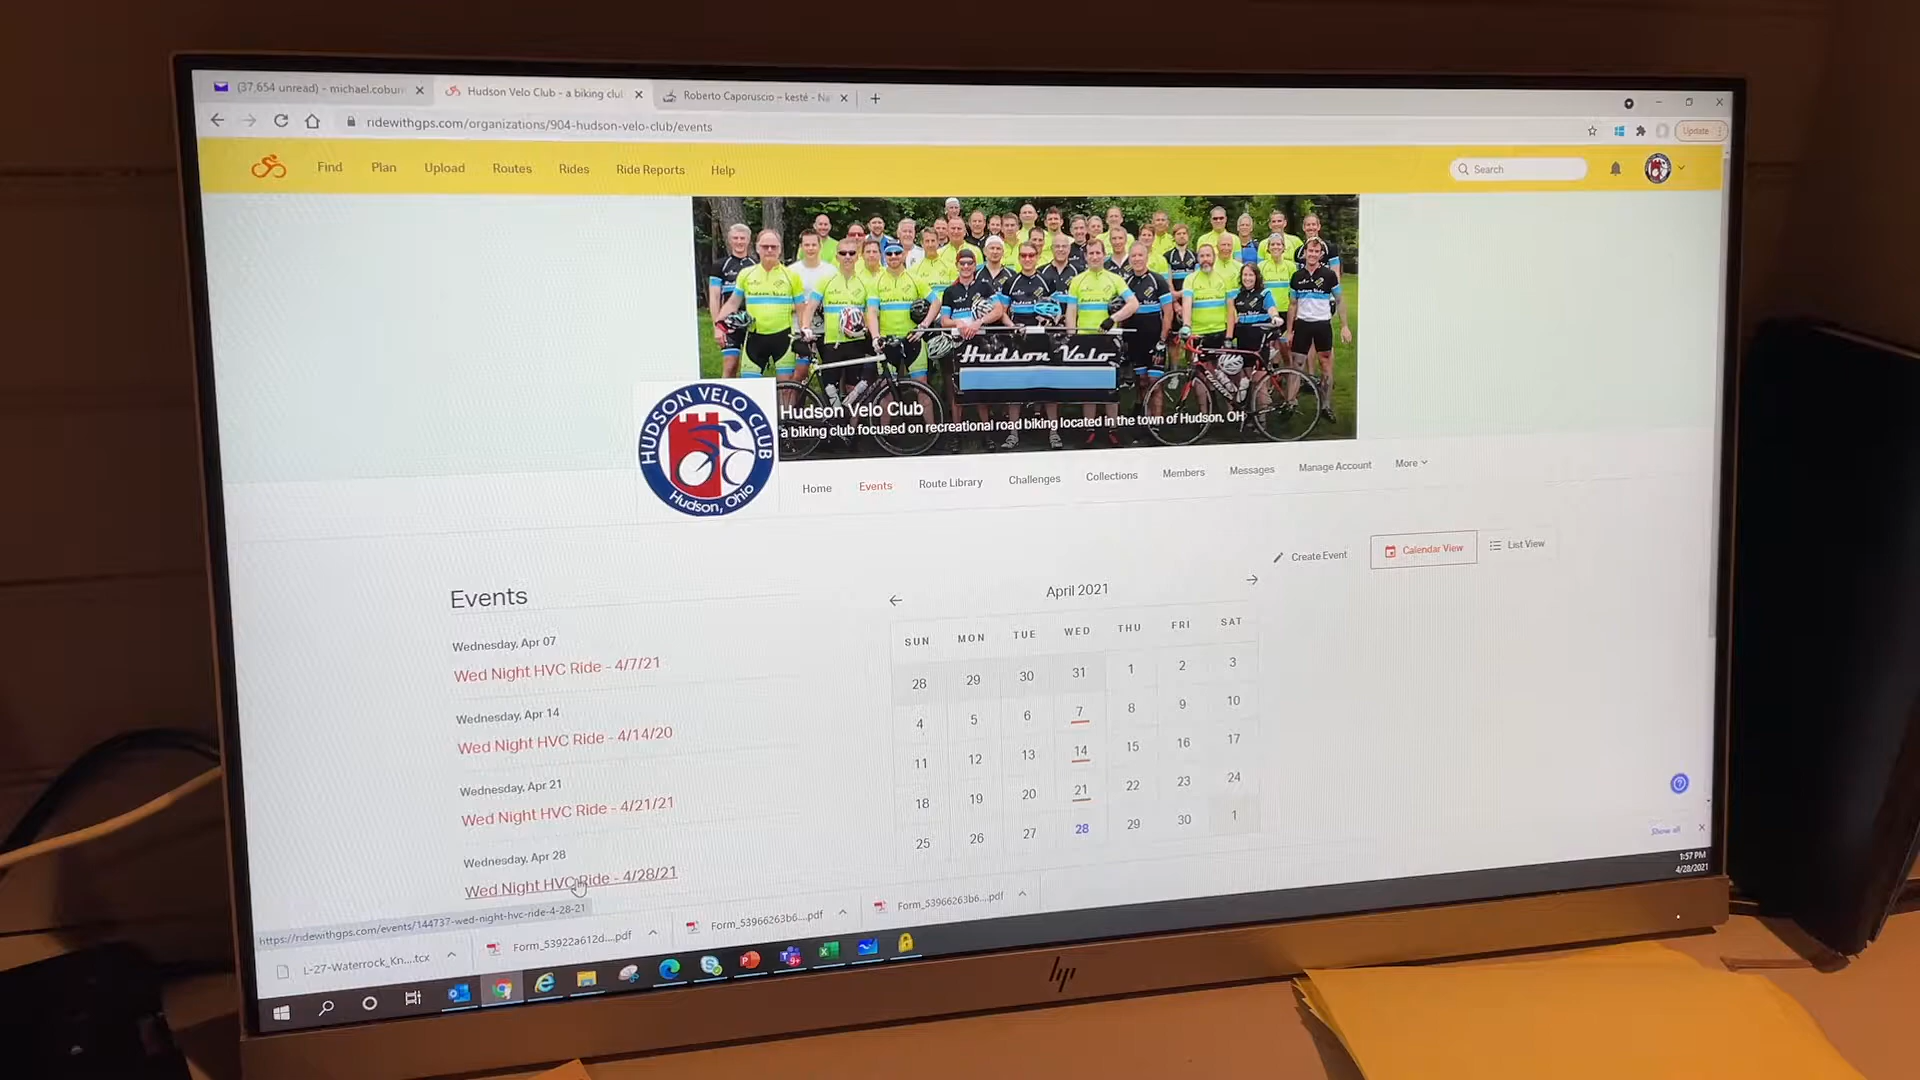 (37,654 unread) - michael.coburn
Hudson Velo Club - a biking clu
Roberto Caporuscio – kesté - Na
ridewithgps.com/organizations/904-hudson-velo-club/events
Update
Find Plan Upload Routes Rides Ride Reports Help
Search
Hudson Velo
HUDSON VELO CLUB
Hudson, Ohio
Hudson Velo Club
a biking club focused on recreational road biking located in the town of Hudson, OH
Home Events Route Library Challenges Collections Members Messages Manage Account More
Create Event Calendar View List View
Events
Wednesday, Apr 07
Wed Night HVC Ride - 4/7/21
Wednesday, Apr 14
Wed Night HVC Ride - 4/14/20
Wednesday, Apr 21
Wed Night HVC Ride - 4/21/21
Wednesday, Apr 28
Wed Night HVC Ride - 4/28/21
April 2021
SUN MON TUE WED THU FRI SAT
28 29 30 31 1 2 3
4 5 6 7 8 9 10
11 12 13 14 15 16 17
18 19 20 21 22 23 24
25 26 27 28 29 30 1
https://ridewithgps.com/events/144737-wed-night-hvc-ride-4-28-21
L-27-Waterrock_Kn....tcx
Form_53922a612d....pdf
Form_53966263b6....pdf
Form_53966263b6....pdf
Show all
1:57 PM
4/28/2021
hp